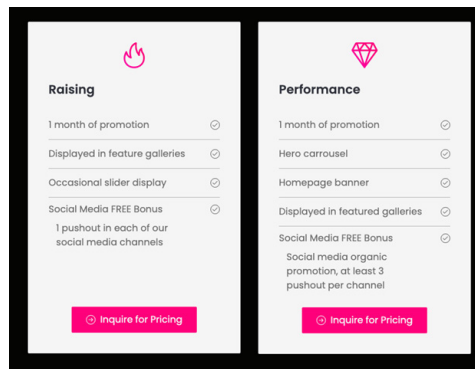 Raising
1 month of promotion
Displayed in feature galleries
Occasional slider display
Social Media FREE Bonus
1 pushout in each of our
social media channels
Inquire for Pricing
Performance
1 month of promotion
Hero carrousel
Homepage banner
Displayed in featured galleries
Social Media FREE Bonus
Social media organic
promotion, at least 3
pushout per channel
Inquire for Pricing